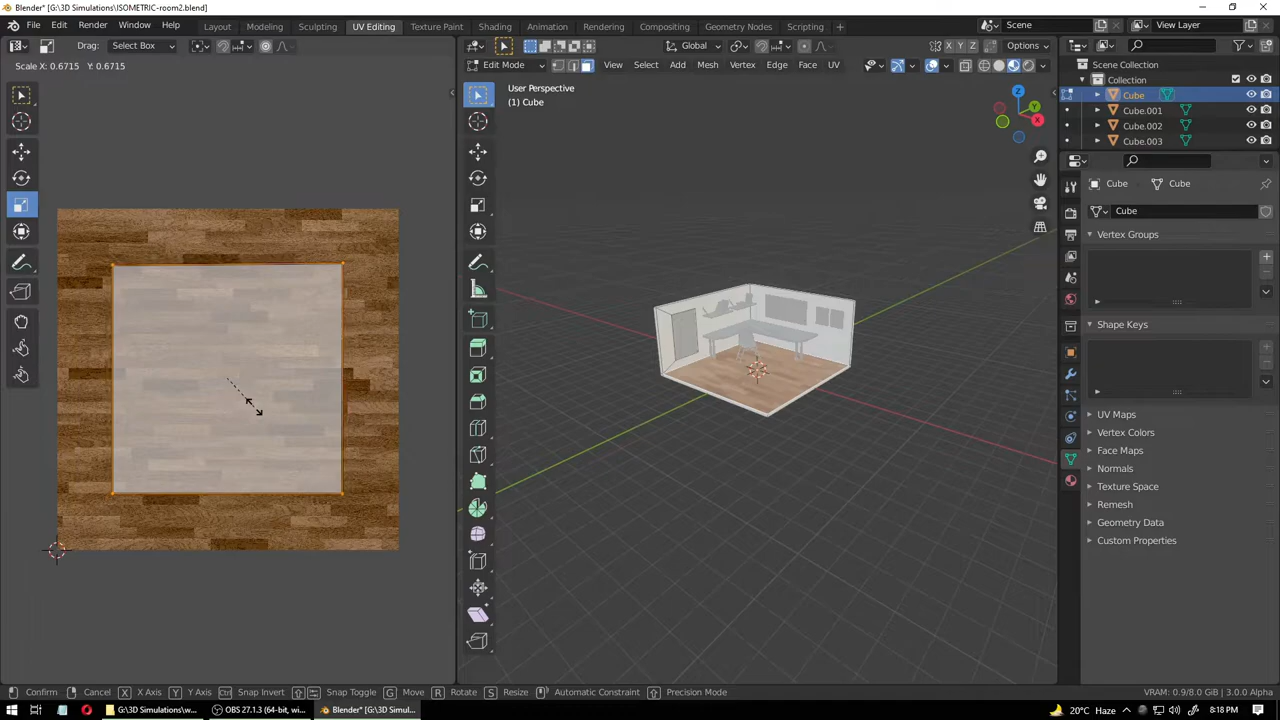 Blender* [G:\3D Simulations\ISOMETRIC-room2.blend]
File Edit Render Window Help Layout Modeling Sculpting UV Editing Texture Paint Shading Animation Rendering Compositing Geometry Nodes Scripting Scene View Layer
Drag: Select Box Global X Y Z Options
Scale X: 0.6715 Y: 0.6715
Edit Mode View Select Add Mesh Vertex Edge Face UV
Scene Collection
Collection
User Perspective
(1) Cube
Cube
Cube.001
Cube.002
Cube.003
Z
Y
X
Cube Cube
Cube
Vertex Groups
Shape Keys
UV Maps
Vertex Colors
Face Maps
Normals
Texture Space
Remesh
Geometry Data
Custom Properties
Confirm Cancel X X Axis Y Y Axis Ctrl Snap Invert Snap Toggle G Move R Rotate S Resize Automatic Constraint Precision Mode VRAM: 0.9/8.0 GiB | 3.0.0 Alpha
G:\3D Simulations\w... OBS 27.1.3 (64-bit, wi... Blender* [G:\3D Simul... 20°C Haze 8:18 PM